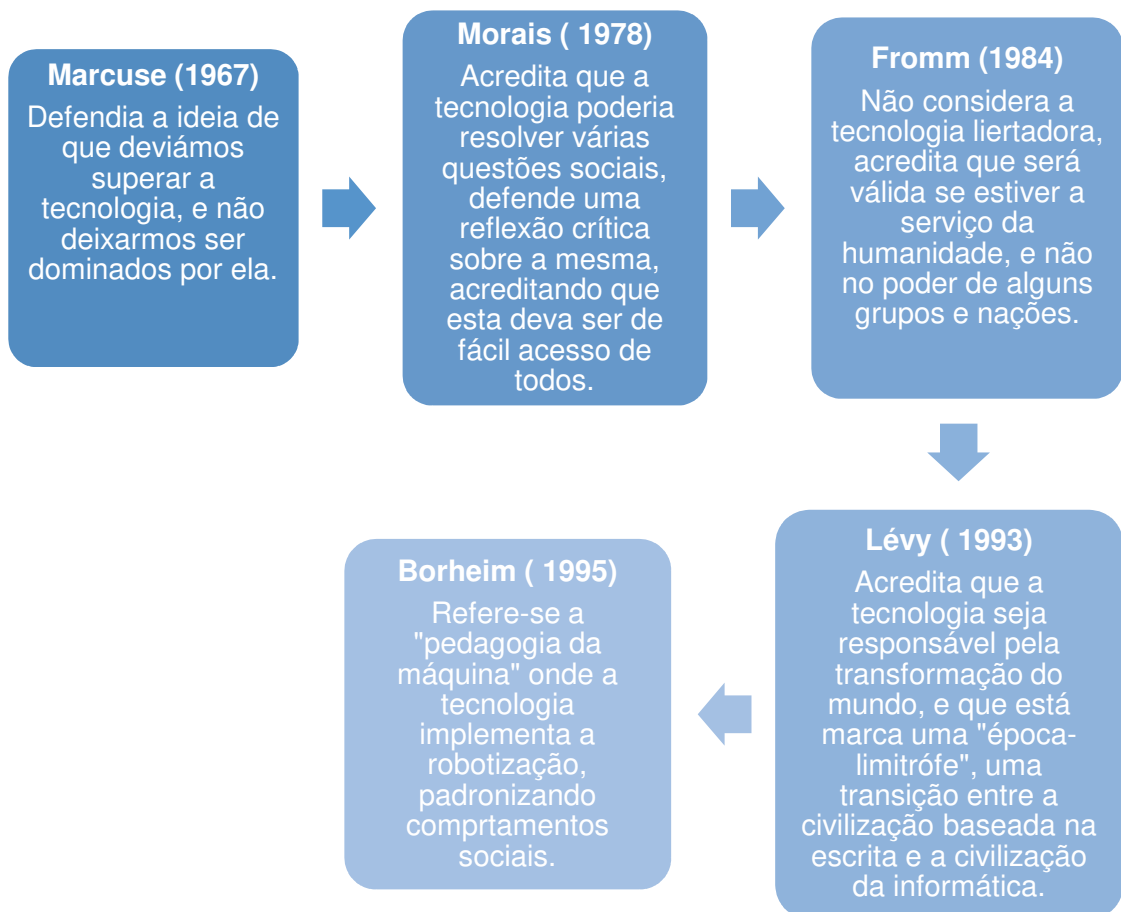 Marcuse (1967)
Defendia a ideia de
que deviámos
superar a
tecnologia, e não
deixarmos ser
dominados por ela.
Morais ( 1978)
Acredita que a
tecnologia poderia
resolver várias
questões sociais,
defende uma
reflexão crítica
sobre a mesma,
acreditando que
esta deva ser de
fácil acesso de
todos.
Fromm (1984)
Não considera a
tecnologia liertadora,
acredita que será
válida se estiver a
serviço da
humanidade, e não
no poder de alguns
grupos e nações.
Lévy ( 1993)
Acredita que a
tecnologia seja
responsável pela
transformação do
mundo, e que está
marca uma "época-
limitrófe", uma
transição entre a
civilização baseada na
escrita e a civilização
da informática.
Borheim ( 1995)
Refere-se a
"pedagogia da
máquina" onde a
tecnologia
implementa a
robotização,
padronizando
comprtamentos
sociais.